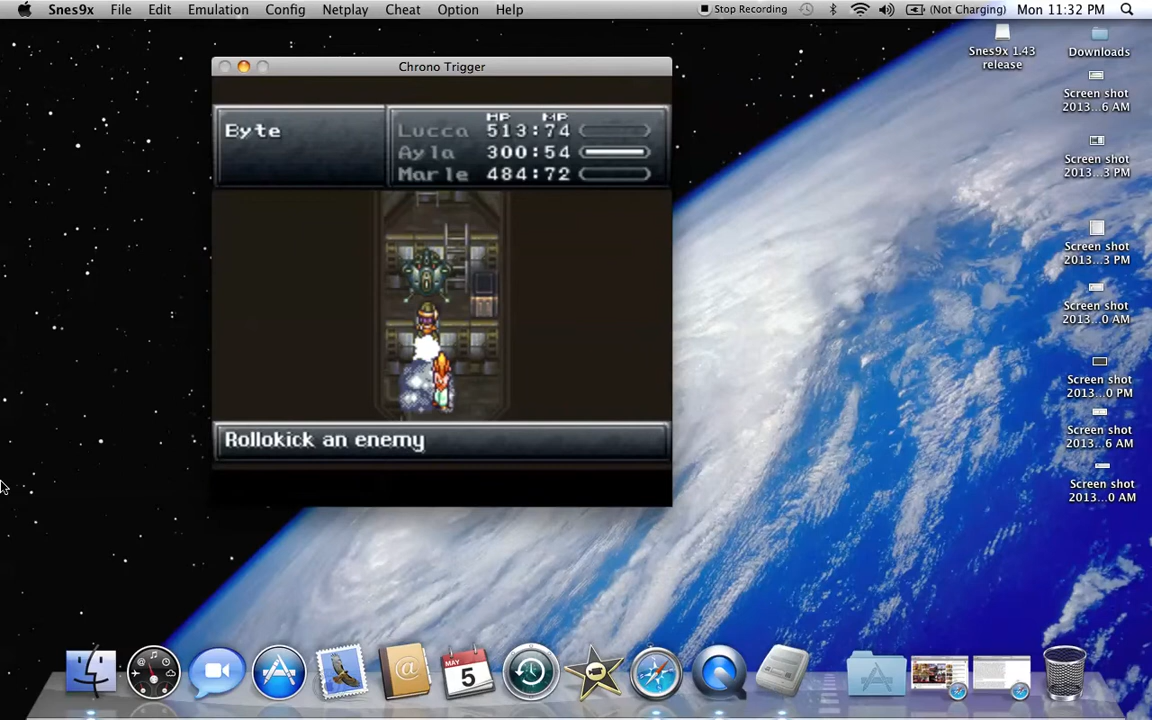 Snes9x File Edit Emulation Config Netplay Cheat Option Help Stop Recording (Not Charging) Mon 11:32 PM
Snes9x 1.43
release
Downloads
Screen shot
2013...6 AM
Screen shot
2013...3 PM
Screen shot
2013...3 PM
Screen shot
2013...0 AM
Screen shot
2013...0 PM
Screen shot
2013...6 AM
Screen shot
2013...0 AM
Chrono Trigger
HP MP
Byte
Lucca 513:74
Ayla 300:54
Marle 484:72
Rollokick an enemy
MAY
5